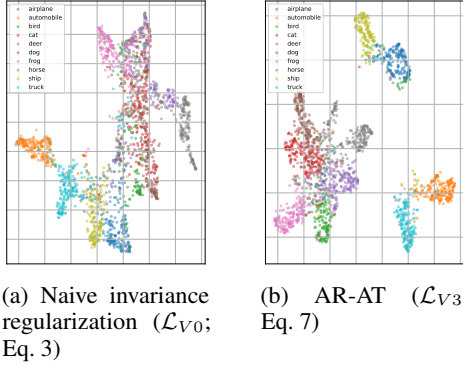 airplane
automobile
bird
cat
deer
dog
frog
horse
ship
truck
airplane
automobile
bird
cat
deer
dog
frog
horse
ship
truck
(a) Naive invariance
regularization (ℒV0;
Eq. 3)
(b) AR-AT (ℒV3
Eq. 7)